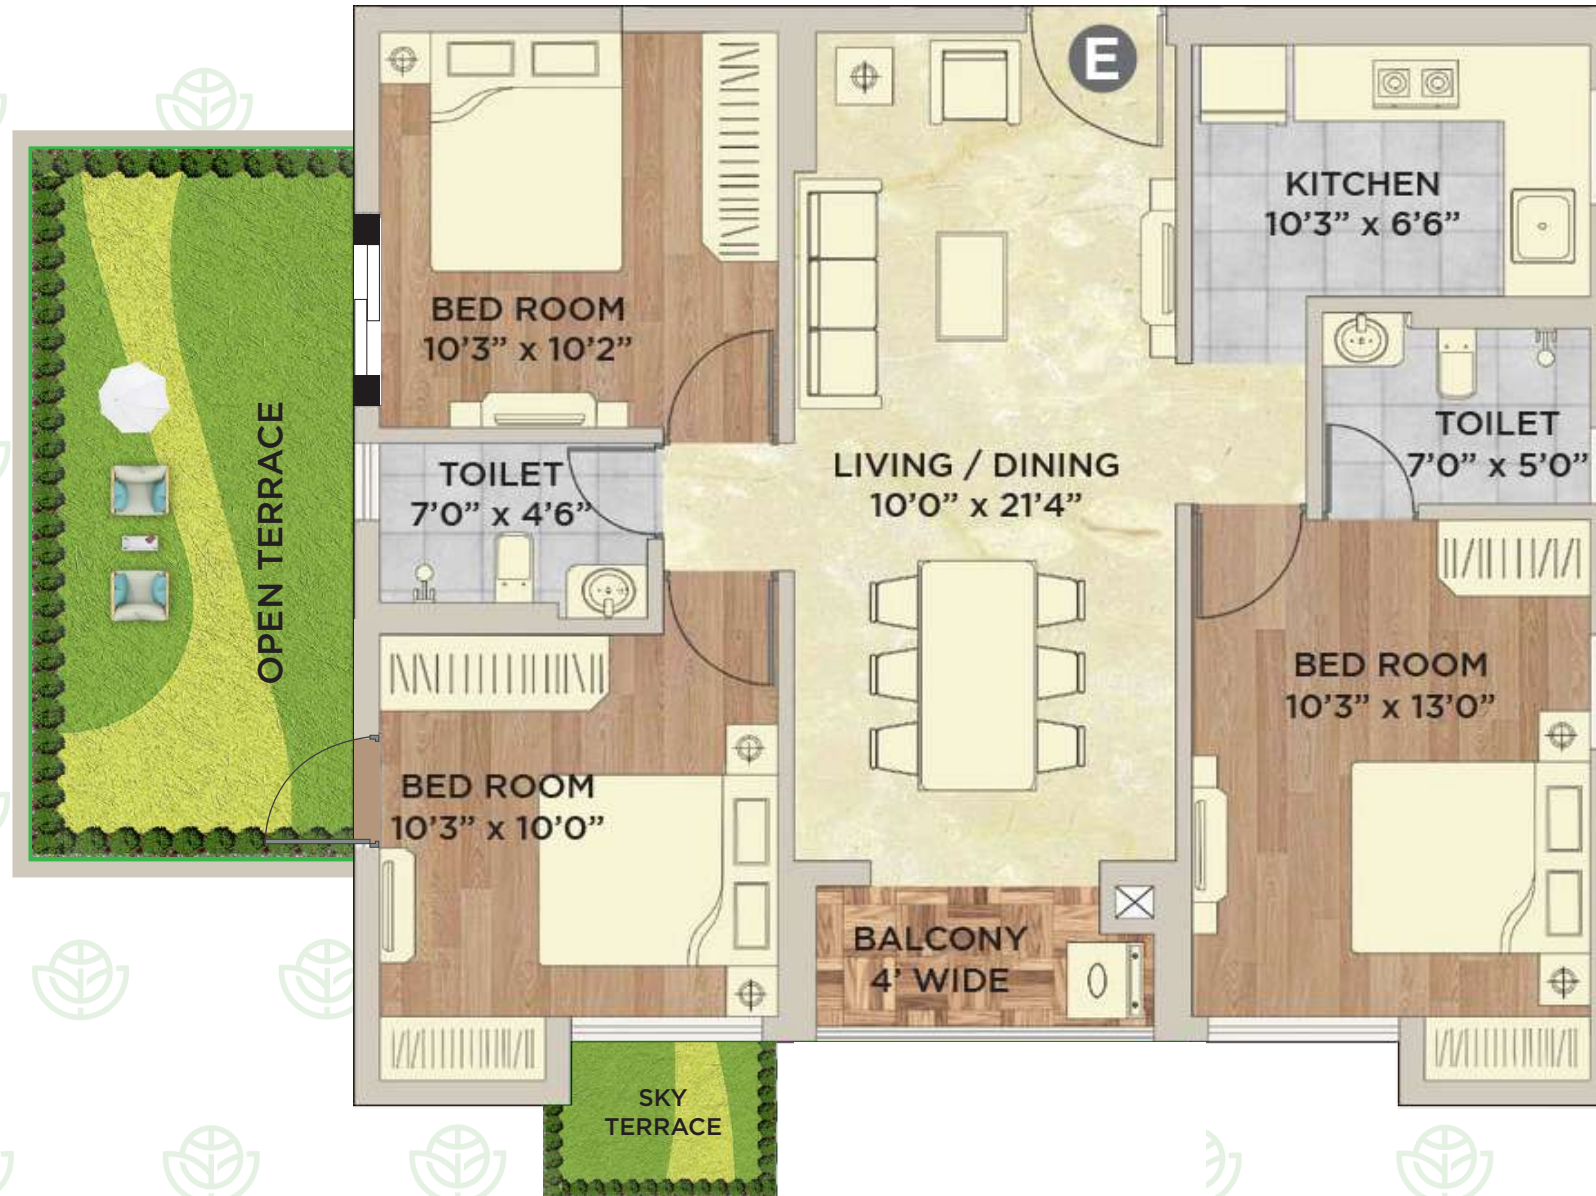 E
KITCHEN
10’3” x 6’6”
BED ROOM
10’3” x 10’2”
OPEN TERRACE
TOILET
7’0” x 4’6”
LIVING / DINING
10’0” x 21’4”
TOILET
7’0” x 5’0”
BED ROOM
10’3” x 13’0”
BED ROOM
10’3” x 10’0”
BALCONY
4’ WIDE
SKY
TERRACE